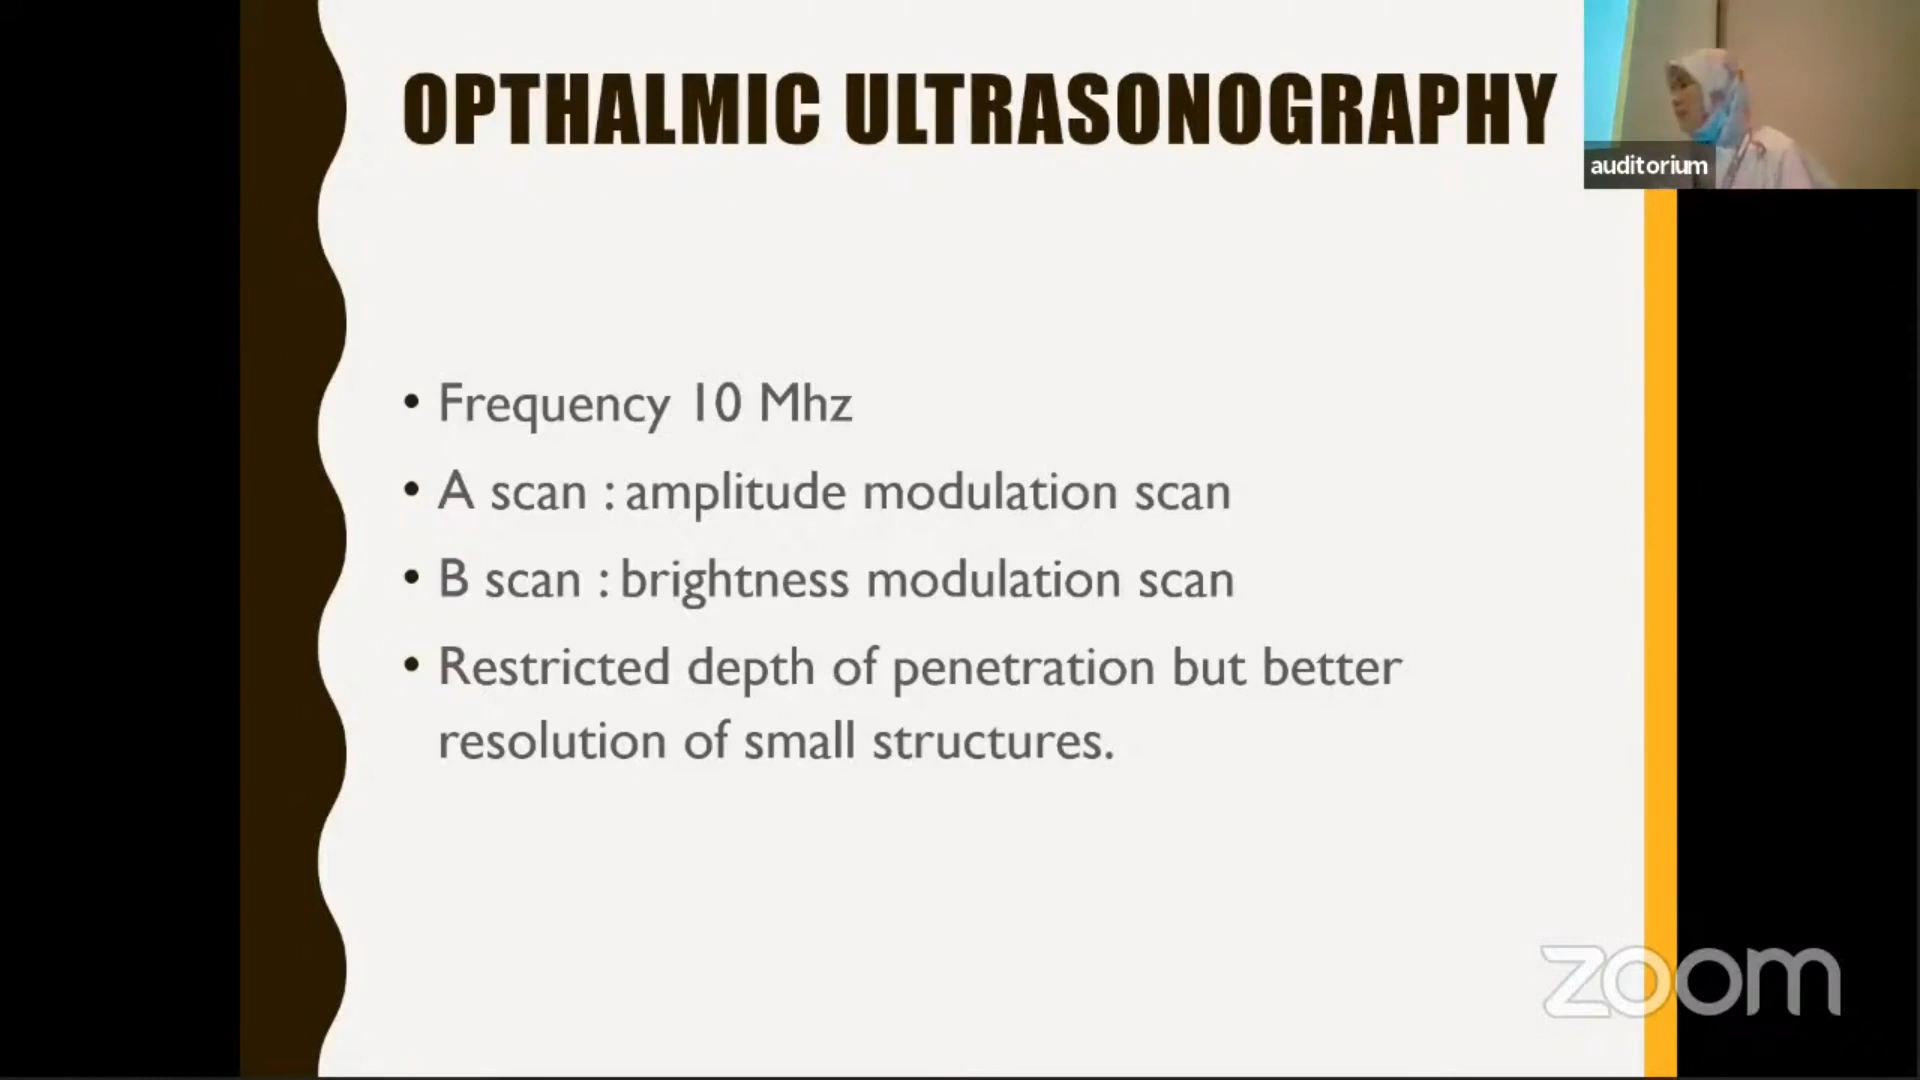 OPTHALMIC ULTRASONOGRAPHY
auditorium
• Frequency 10 Mhz
• A scan : amplitude modulation scan
• B scan : brightness modulation scan
• Restricted depth of penetration but better
resolution of small structures.
zoom